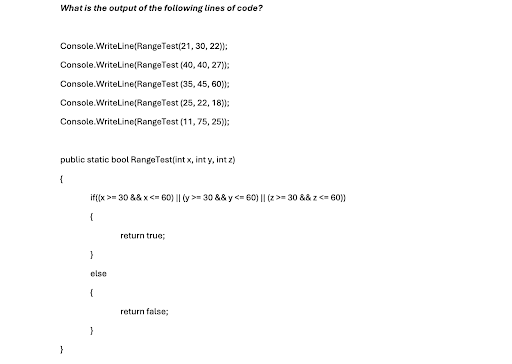 What is the output of the following lines of code?
Console.WriteLine(RangeTest(21, 30, 22));
Console.WriteLine(RangeTest (40, 40, 27));
Console.WriteLine(RangeTest (35, 45, 60));
Console.WriteLine(RangeTest (25, 22, 18));
Console.WriteLine(RangeTest (11, 75, 25));
public static bool RangeTest(int x, int y, int z)
{
if((x >= 30 && x <= 60) || (y >= 30 && y <= 60) || (z >= 30 && z <= 60))
{
return true;
}
else
{
return false;
}
}